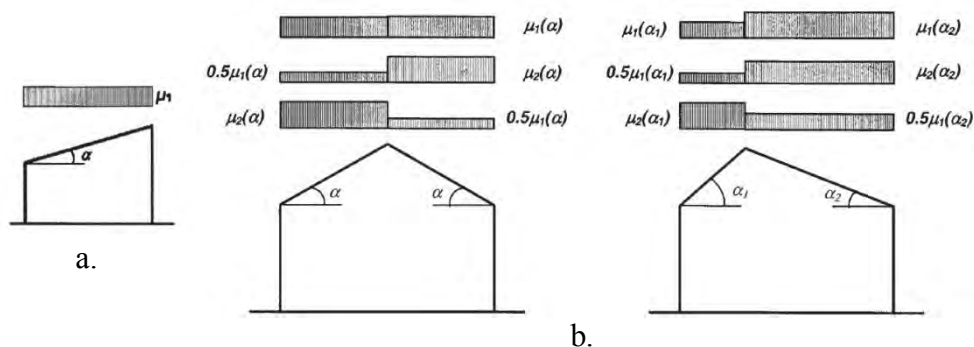 μ₁(α) μ₁(α)
0.5μ₁(α) μ₂(α)
μ₂(α) 0.5μ₁(α)
μ₁(α₁) μ₁(α₂)
0.5μ₁(α₁) μ₂(α₂)
μ₂(α₁) 0.5μ₁(α₂)
μ₁
α
a.
α α
α₁ α₂
b.